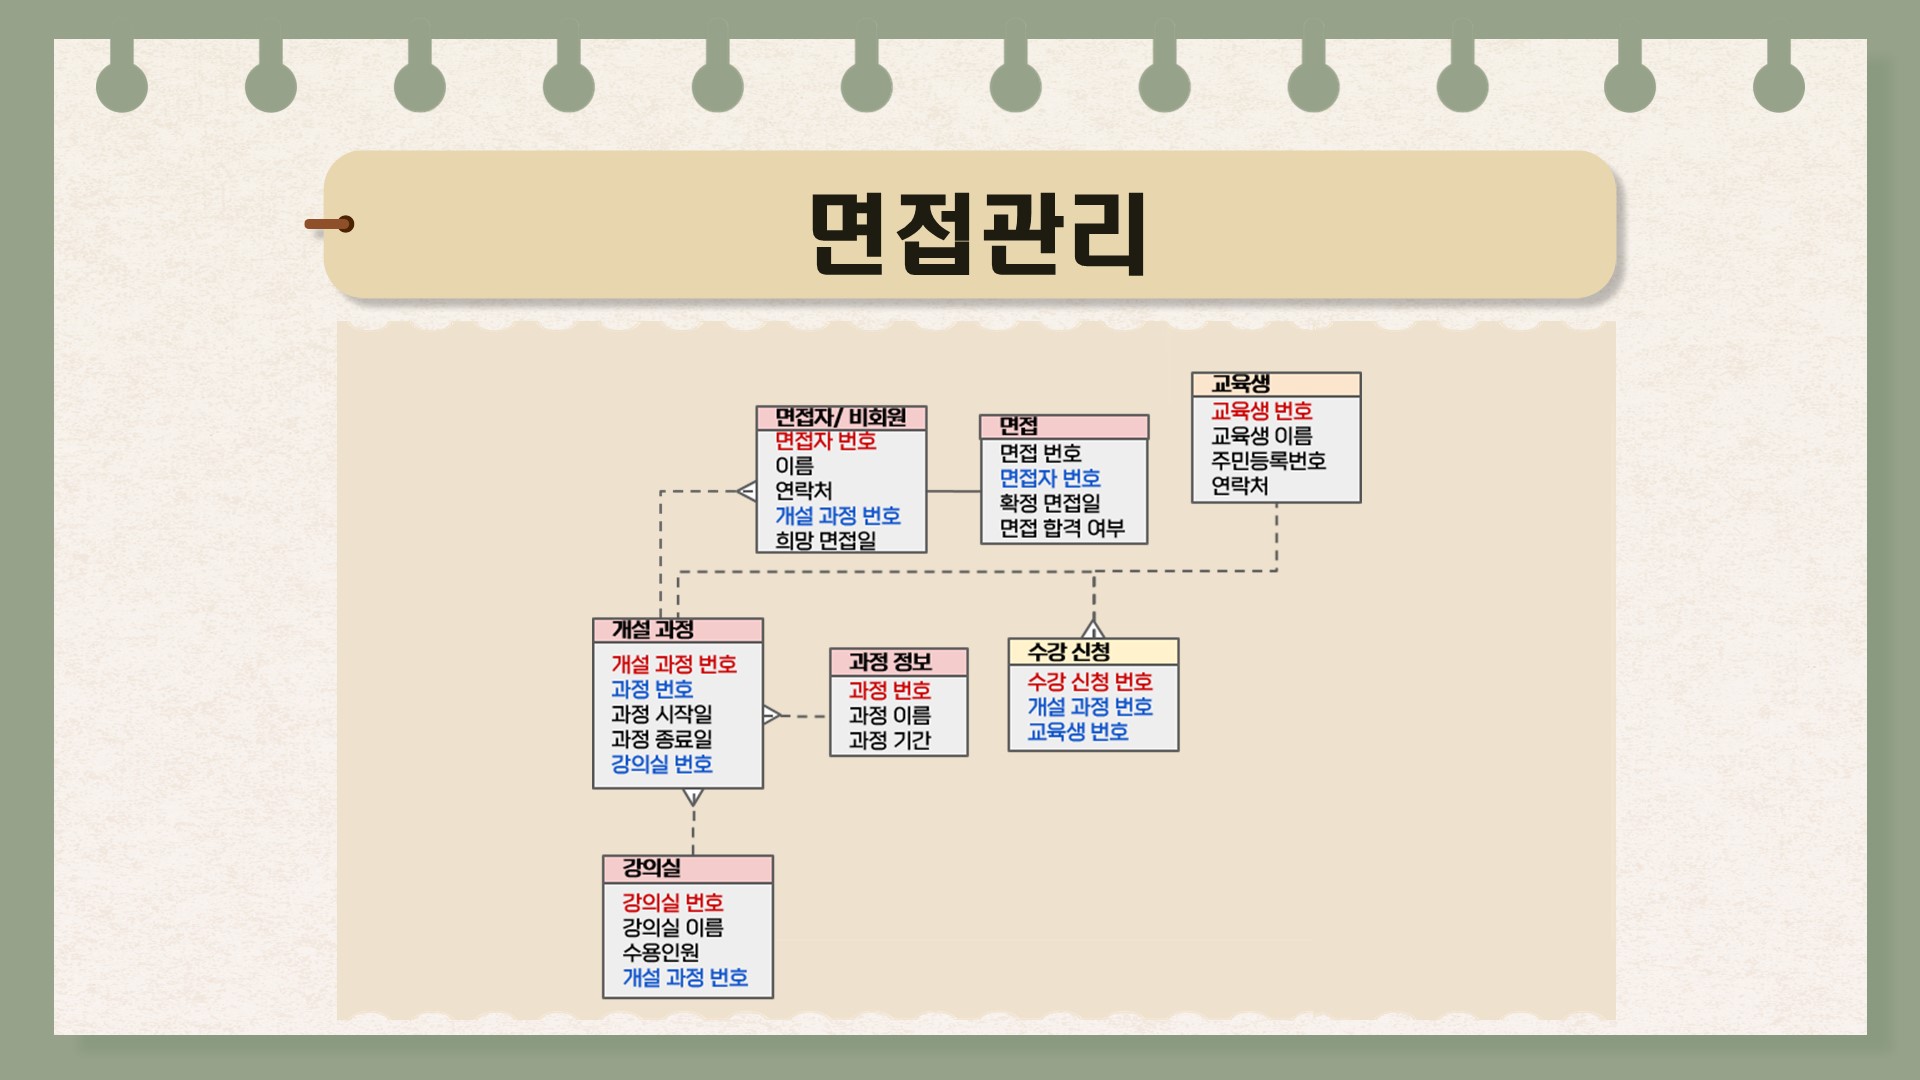 면접관리
면접자/ 비회원
면접자 번호
이름
연락처
개설 과정 번호
희망 면접일
면접
면접 번호
면접자 번호
확정 면접일
면접 합격 여부
교육생
교육생 번호
교육생 이름
주민등록번호
연락처
개설 과정
개설 과정 번호
과정 번호
과정 시작일
과정 종료일
강의실 번호
과정 정보
과정 번호
과정 이름
과정 기간
수강 신청
수강 신청 번호
개설 과정 번호
교육생 번호
강의실
강의실 번호
강의실 이름
수용인원
개설 과정 번호